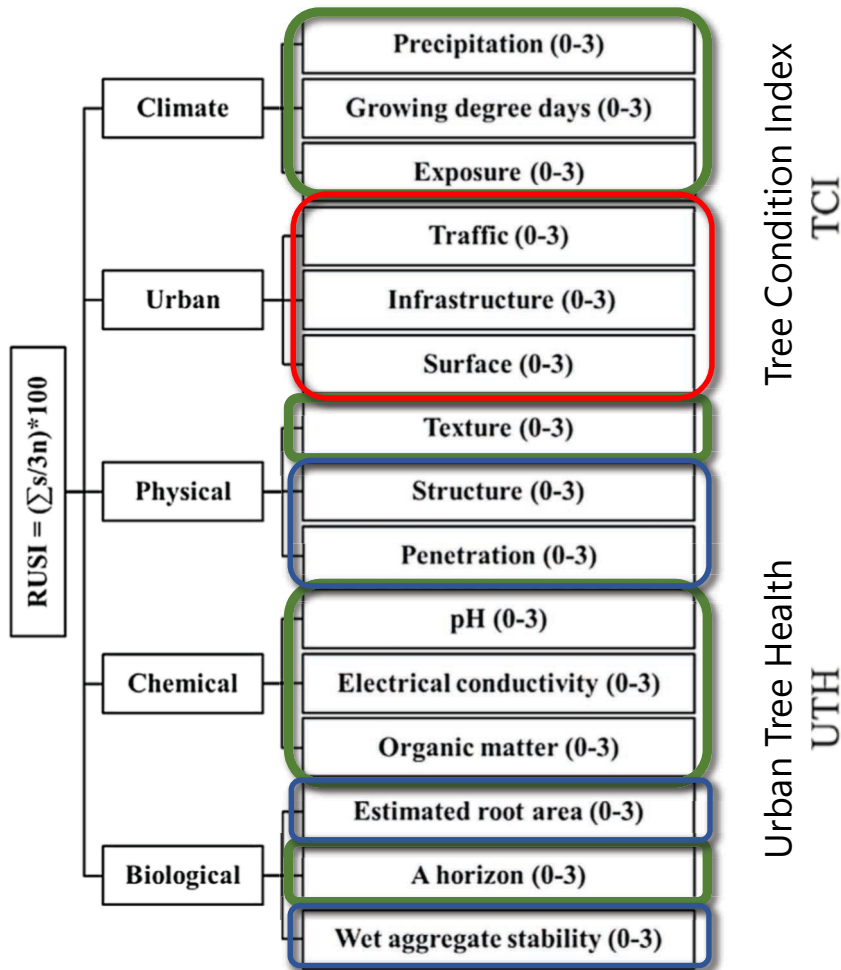 RUSI = (∑s/3n)*100
Climate
Precipitation (0-3)
Growing degree days (0-3)
Exposure (0-3)
Urban
Traffic (0-3)
Infrastructure (0-3)
Surface (0-3)
Physical
Texture (0-3)
Structure (0-3)
Penetration (0-3)
Chemical
pH (0-3)
Electrical conductivity (0-3)
Organic matter (0-3)
Biological
Estimated root area (0-3)
A horizon (0-3)
Wet aggregate stability (0-3)
Tree Condition Index
TCI
Urban Tree Health
UTH